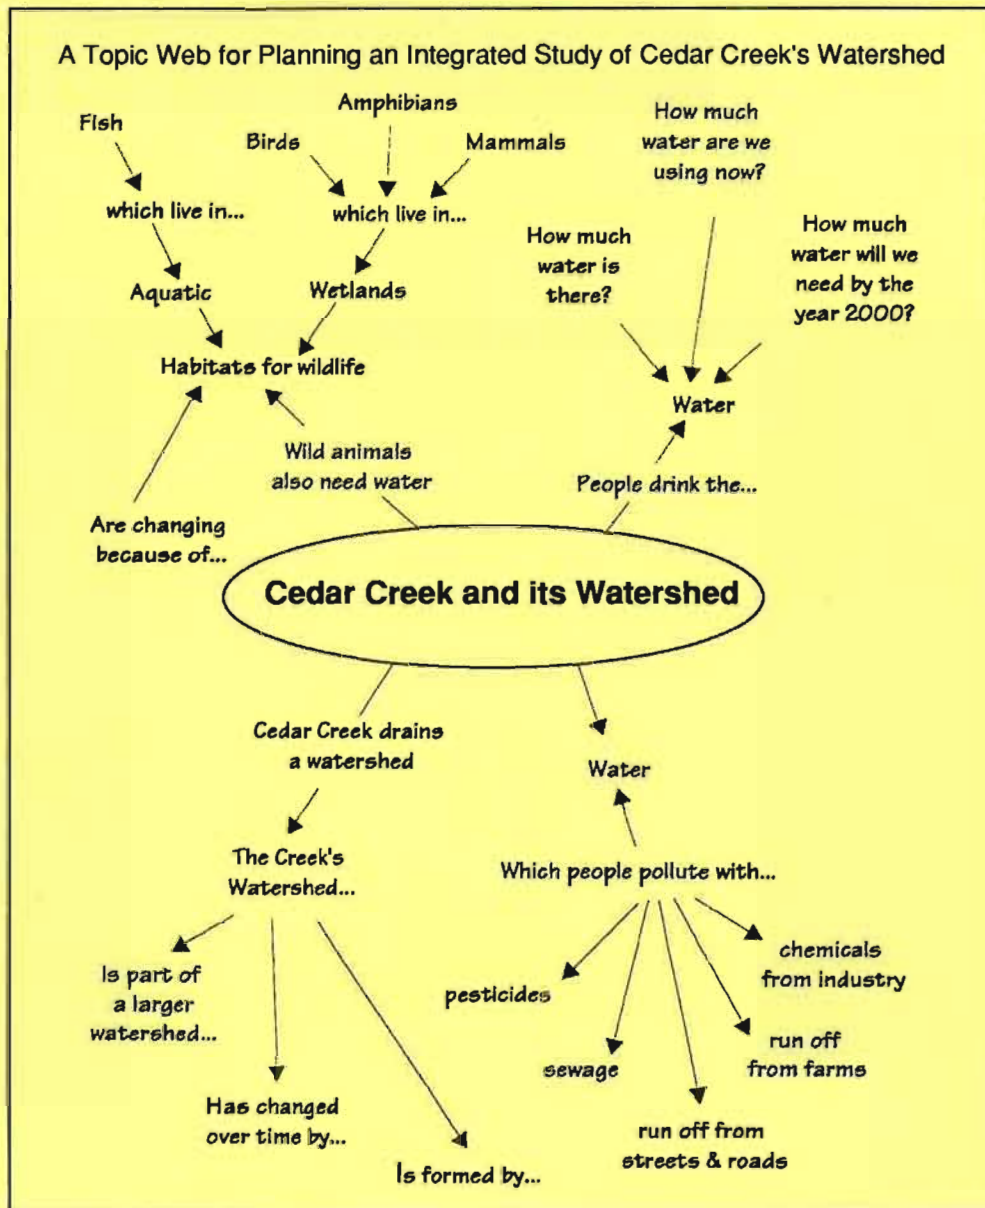 A Topic Web for Planning an Integrated Study of Cedar Creek's Watershed
Fish
which live in...
Aquatic
Birds
Amphibians
Mammals
which live in...
Wetlands
Habitats for wildlife
Wild animals
also need water
Are changing
because of...
How much
water is
there?
How much
water are we
using now?
How much
water will we
need by the
year 2000?
Water
People drink the...
Cedar Creek and its Watershed
Cedar Creek drains
a watershed
The Creek's
Watershed...
Is part of
a larger
watershed...
Has changed
over time by...
Is formed by...
Water
Which people pollute with...
pesticides
sewage
run off from
streets & roads
run off
from farms
chemicals
from industry